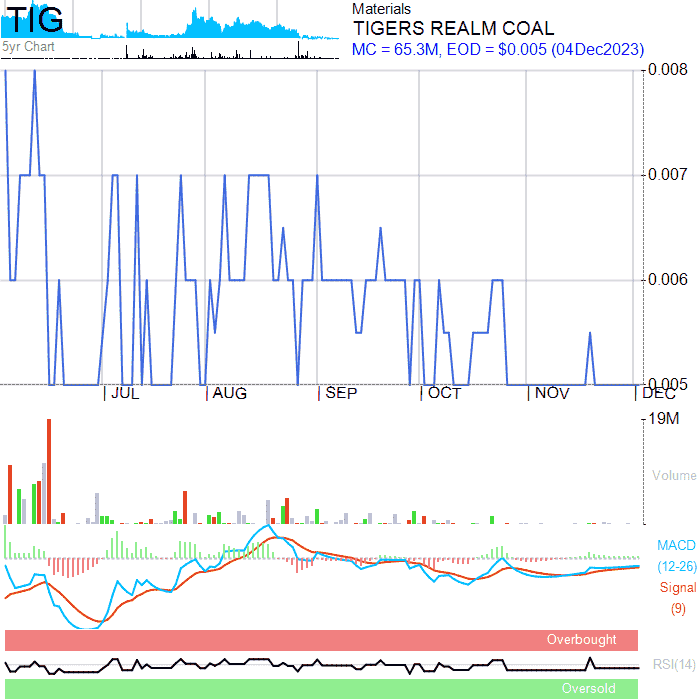 TIG
5yr Chart
Materials
TIGERS REALM COAL
MC = 65.3M, EOD = $0.005 (04Dec2023)
0.008
0.007
0.006
0.005
JUL
AUG
SEP
OCT
NOV
DEC
19M
Volume
MACD
(12-26)
Signal
(9)
Overbought
RSI(14)
Oversold